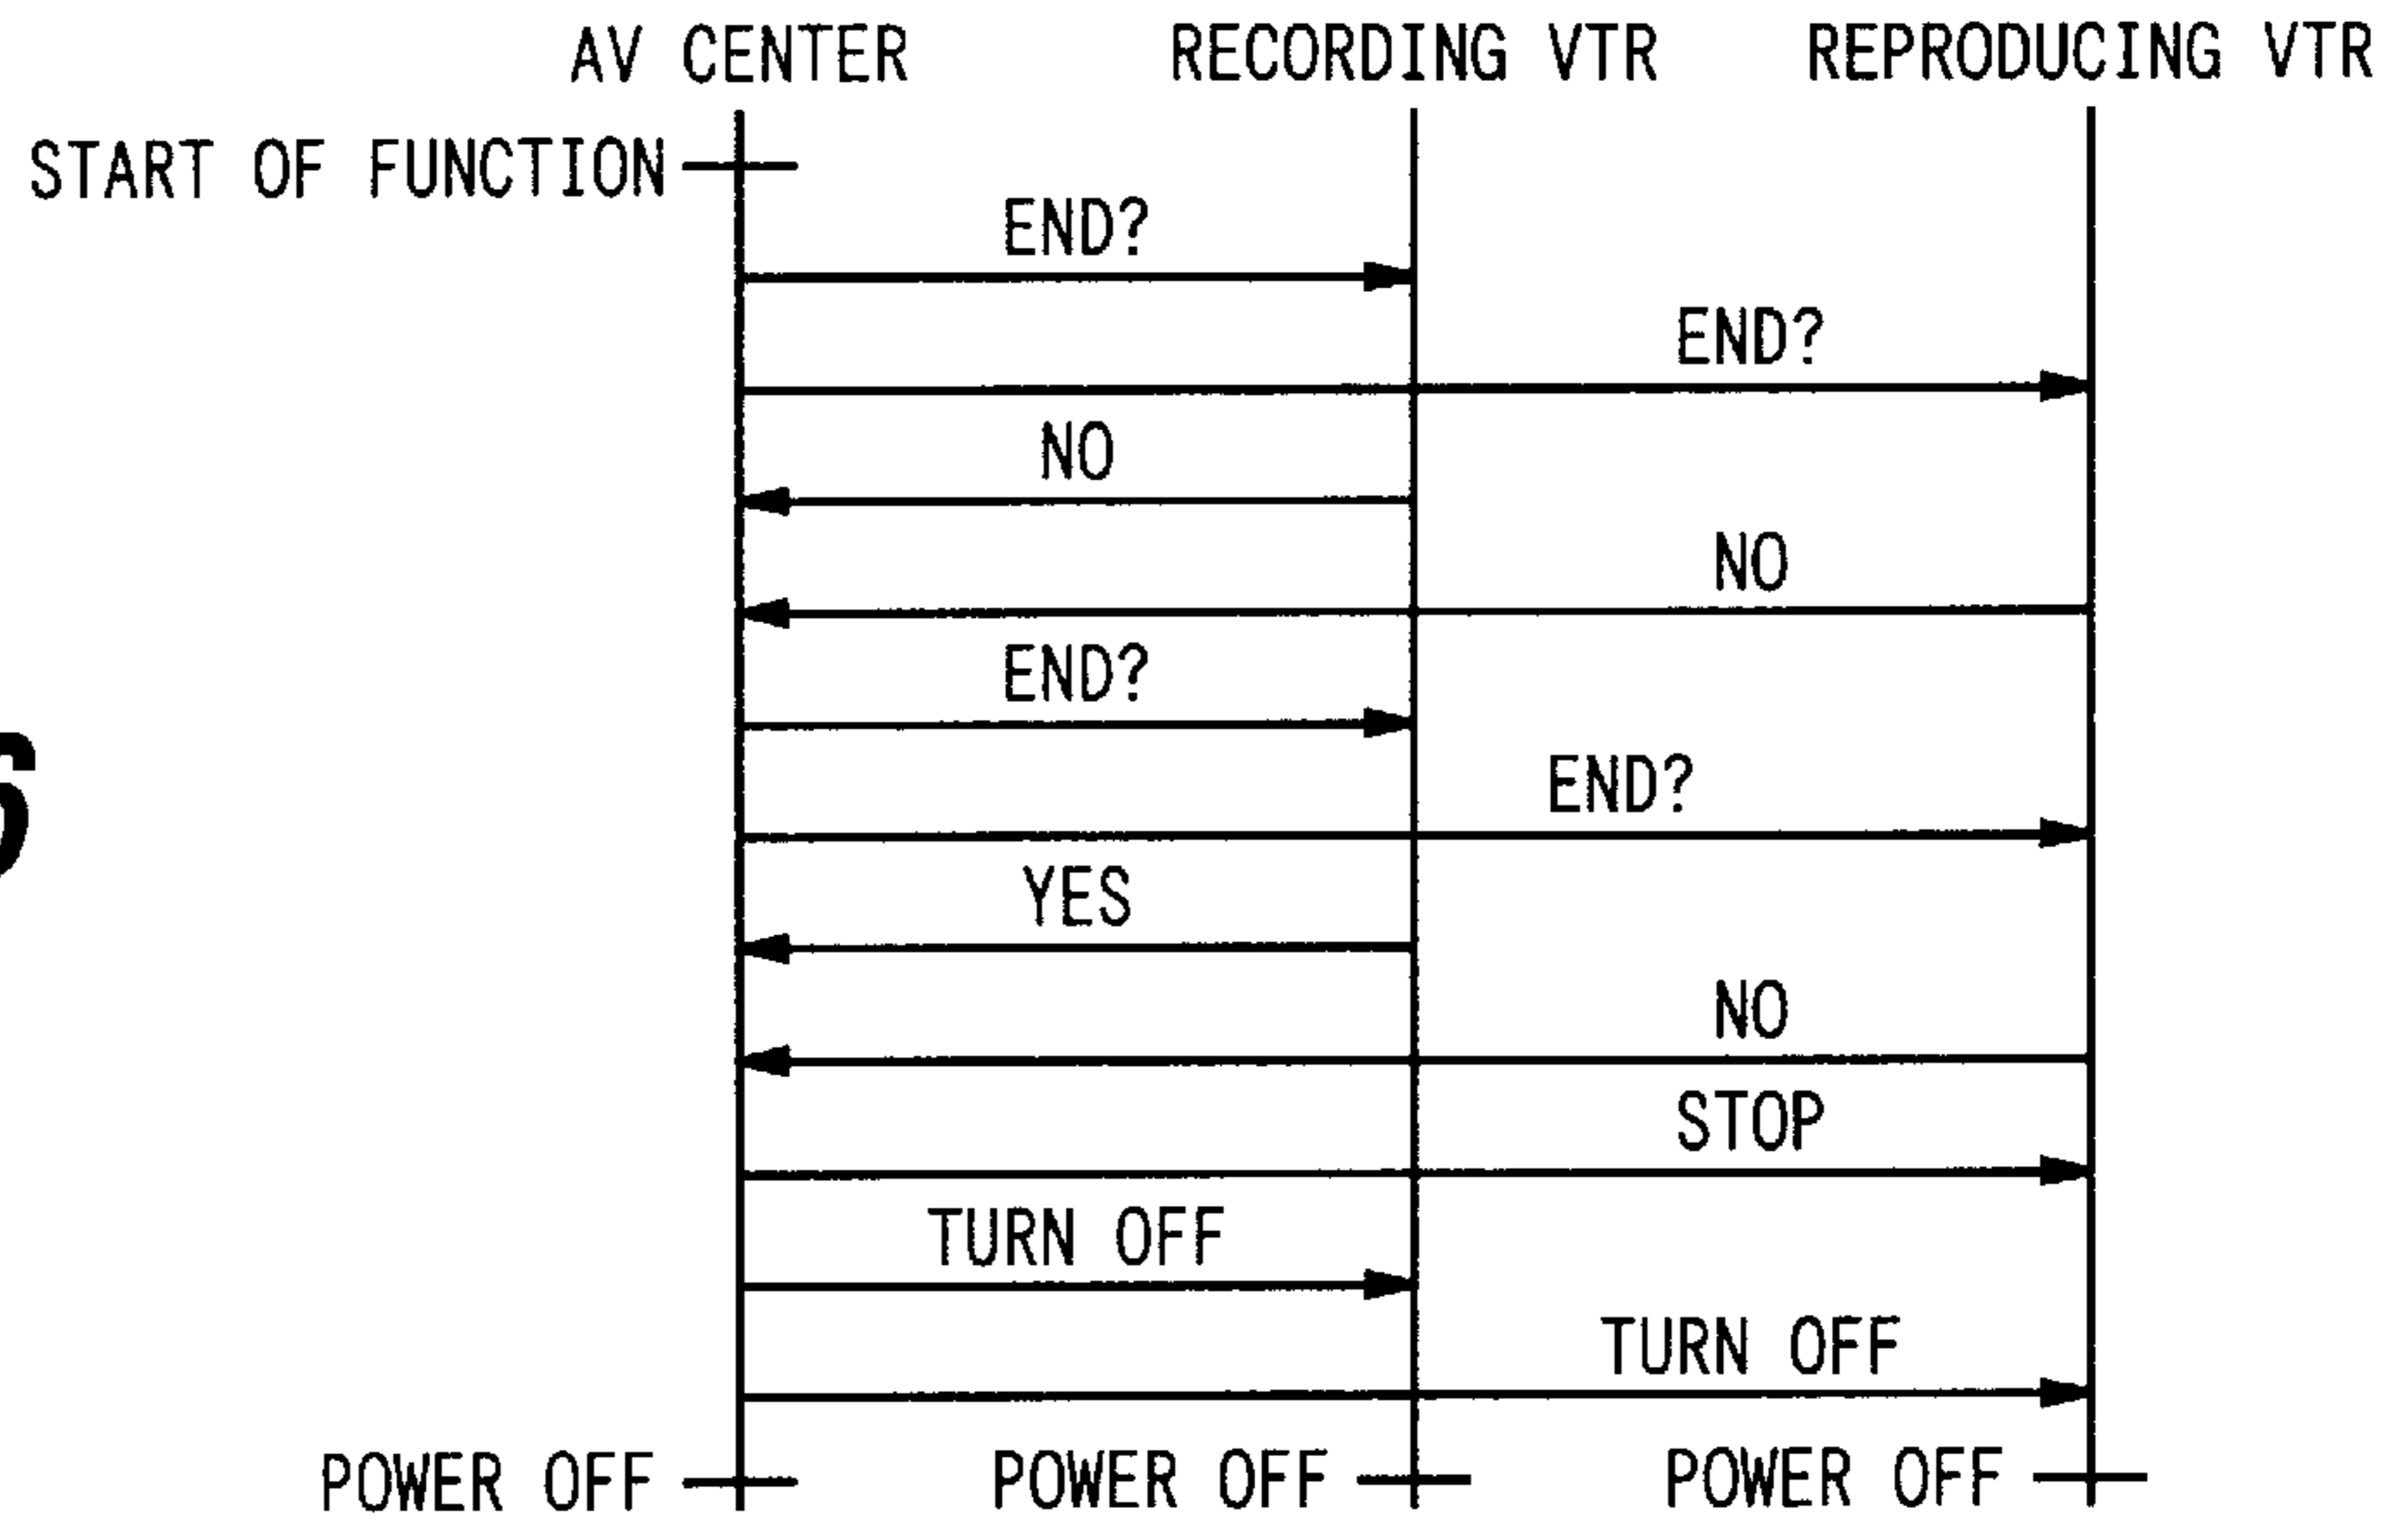 AV CENTER RECORDING VTR REPRODUCING VTR
START OF FUNCTION
END?
END?
NO
NO
END?
END?
YES
NO
STOP
TURN OFF
TURN OFF
POWER OFF POWER OFF POWER OFF